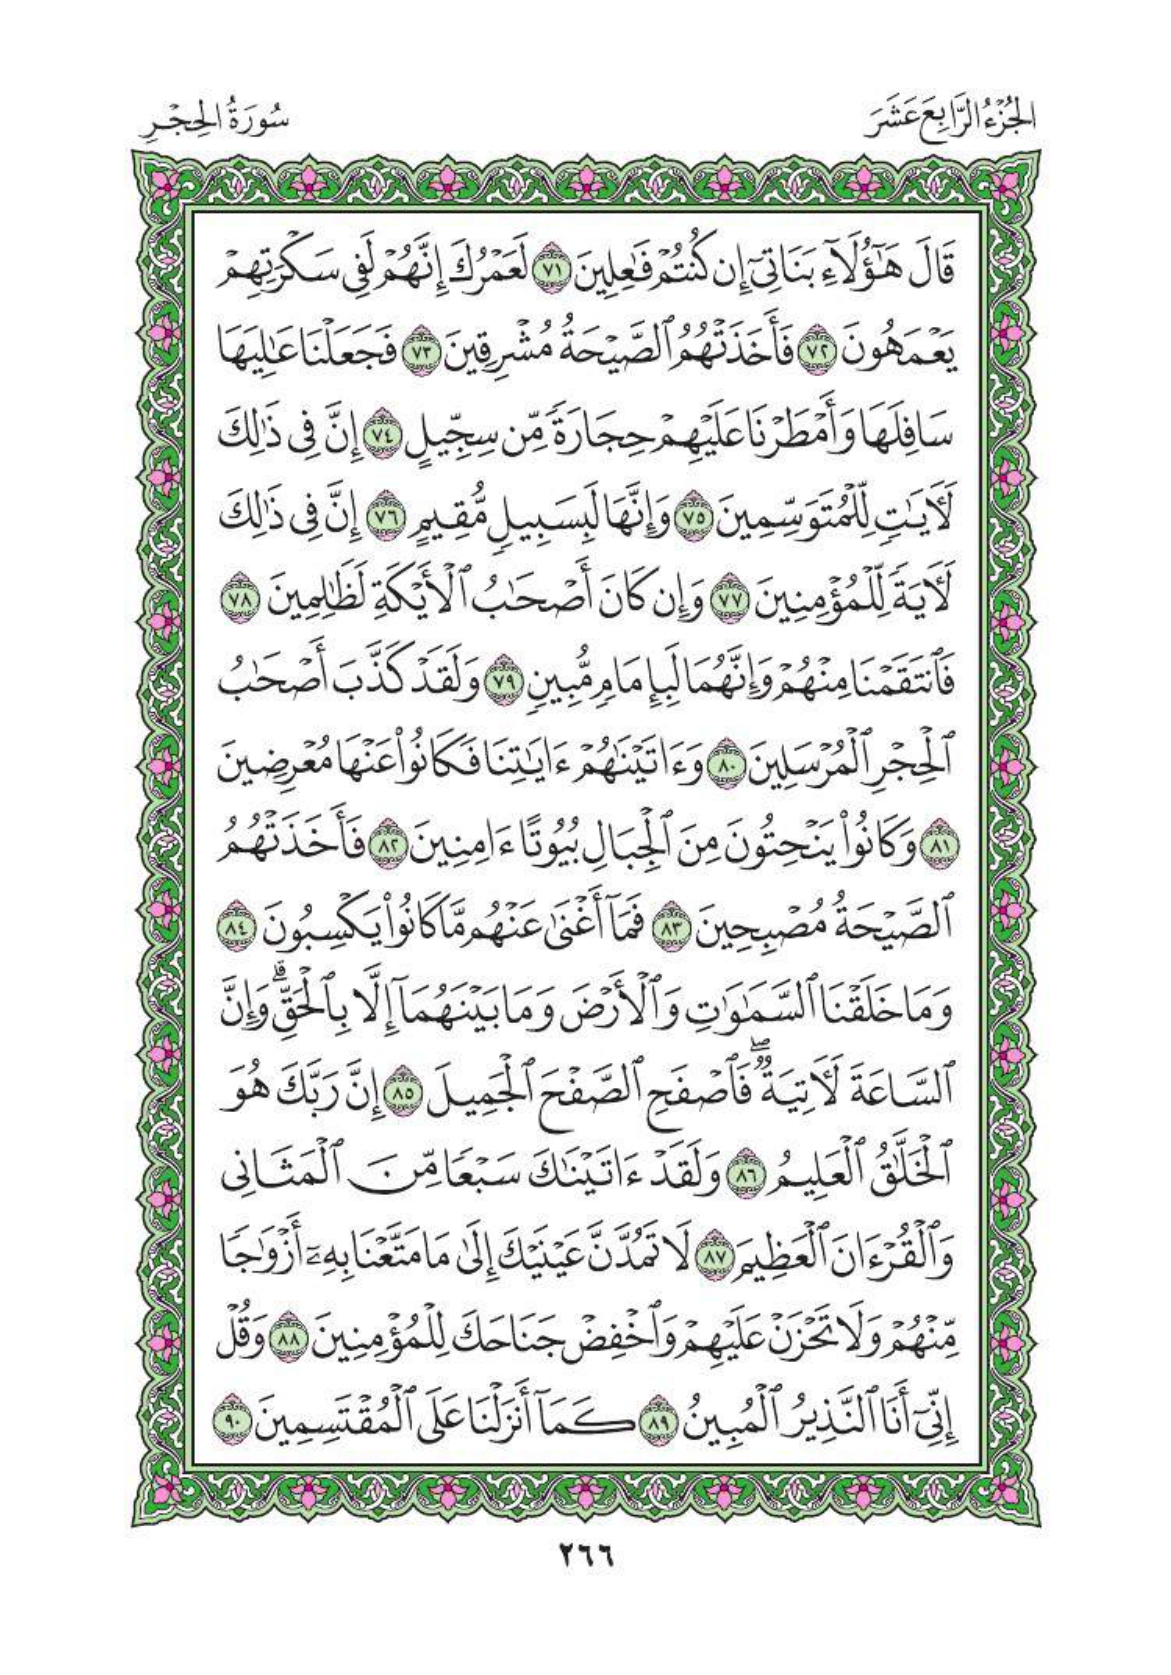 الجُزْءُ الرَّابِعَ عَشَرَ
سُورَةُ الحِجْرِ
قَالَ هَٰٓؤُلَآءِ بَنَاتِيٓ إِن كُنتُمْ فَٰعِلِينَ ٧١ لَعَمْرُكَ إِنَّهُمْ لَفِي سَكْرَتِهِمْ
يَعْمَهُونَ ٧٢ فَأَخَذَتْهُمُ ٱلصَّيْحَةُ مُشْرِقِينَ ٧٣ فَجَعَلْنَا عَٰلِيَهَا
سَافِلَهَا وَأَمْطَرْنَا عَلَيْهِمْ حِجَارَةً مِّن سِجِّيلٍ ٧٤ إِنَّ فِي ذَٰلِكَ
لَأٓيَٰتٍ لِّلْمُتَوَسِّمِينَ ٧٥ وَإِنَّهَا لَبِسَبِيلٍ مُّقِيمٍ ٧٦ إِنَّ فِي ذَٰلِكَ
لَأٓيَةً لِّلْمُؤْمِنِينَ ٧٧ وَإِن كَانَ أَصْحَٰبُ ٱلْأَيْكَةِ لَظَٰلِمِينَ ٧٨
فَٱنتَقَمْنَا مِنْهُمْ وَإِنَّهُمَا لَبِإِمَامٍ مُّبِينٍ ٧٩ وَلَقَدْ كَذَّبَ أَصْحَٰبُ
ٱلْحِجْرِ ٱلْمُرْسَلِينَ ٨٠ وَءَاتَيْنَٰهُمْ ءَايَٰتِنَا فَكَانُوا۟ عَنْهَا مُعْرِضِينَ
٨١ وَكَانُوا۟ يَنْحِتُونَ مِنَ ٱلْجِبَالِ بُيُوتًا ءَامِنِينَ ٨٢ فَأَخَذَتْهُمُ
ٱلصَّيْحَةُ مُصْبِحِينَ ٨٣ فَمَآ أَغْنَىٰ عَنْهُم مَّا كَانُوا۟ يَكْسِبُونَ ٨٤
وَمَا خَلَقْنَا ٱلسَّمَٰوَٰتِ وَٱلْأَرْضَ وَمَا بَيْنَهُمَآ إِلَّا بِٱلْحَقِّ ۗ وَإِنَّ
ٱلسَّاعَةَ لَأٓتِيَةٌ ۖ فَٱصْفَحِ ٱلصَّفْحَ ٱلْجَمِيلَ ٨٥ إِنَّ رَبَّكَ هُوَ
ٱلْخَلَّٰقُ ٱلْعَلِيمُ ٨٦ وَلَقَدْ ءَاتَيْنَٰكَ سَبْعًا مِّنَ ٱلْمَثَانِي
وَٱلْقُرْءَانَ ٱلْعَظِيمَ ٨٧ لَا تَمُدَّنَّ عَيْنَيْكَ إِلَىٰ مَا مَتَّعْنَا بِهِۦٓ أَزْوَٰجًا
مِّنْهُمْ وَلَا تَحْزَنْ عَلَيْهِمْ وَٱخْفِضْ جَنَاحَكَ لِلْمُؤْمِنِينَ ٨٨ وَقُلْ
إِنِّيٓ أَنَا ٱلنَّذِيرُ ٱلْمُبِينُ ٨٩ كَمَآ أَنزَلْنَا عَلَى ٱلْمُقْتَسِمِينَ ٩٠
٢٦٦